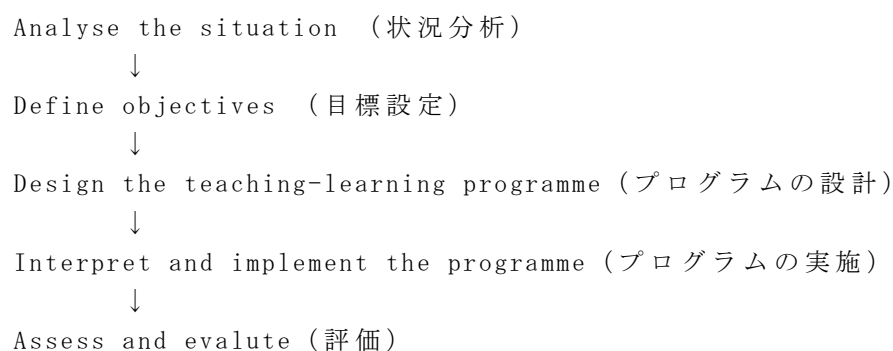 Analyse the situation （状況分析）
↓
Define objectives （目標設定）
↓
Design the teaching-learning programme（プログラムの設計）
↓
Interpret and implement the programme（プログラムの実施）
↓
Assess and evalute（評価）